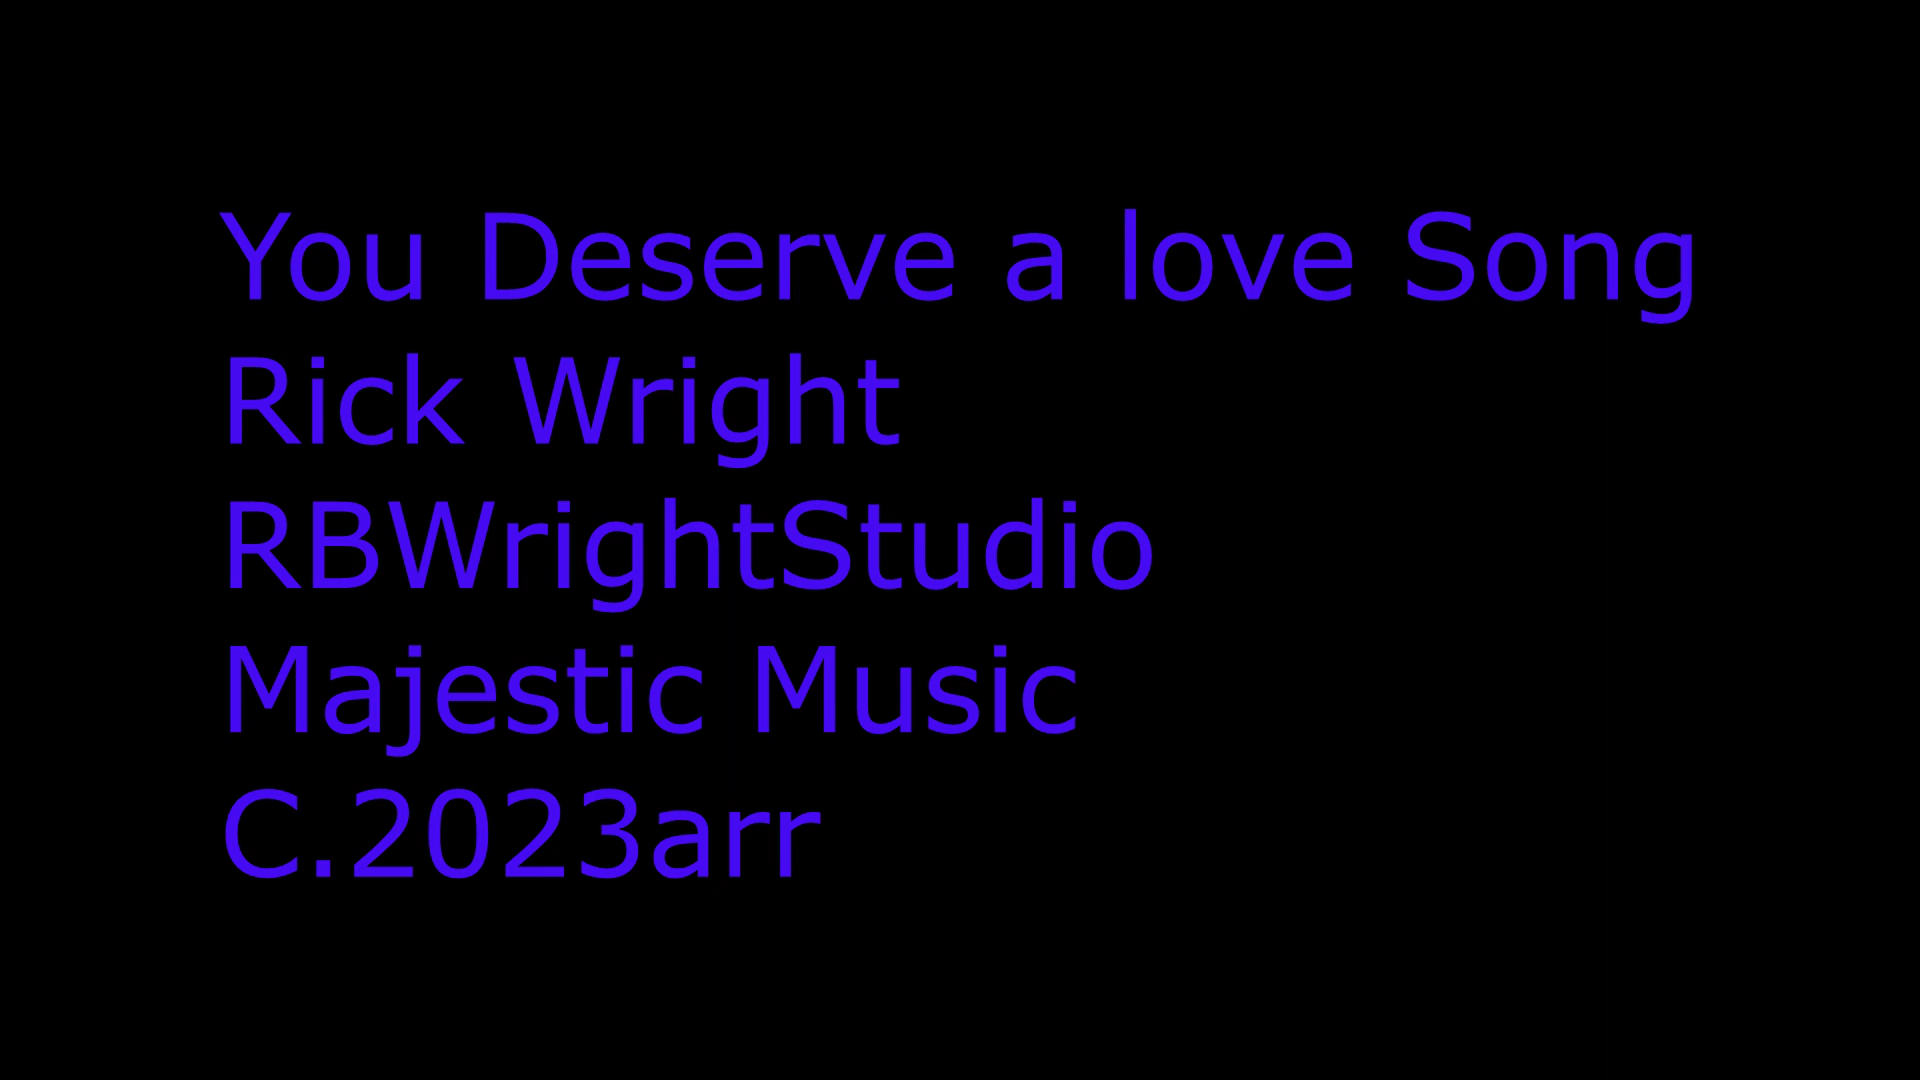 You Deserve a love Song
Rick Wright
RBWrightStudio
Majestic Music
C.2023arr